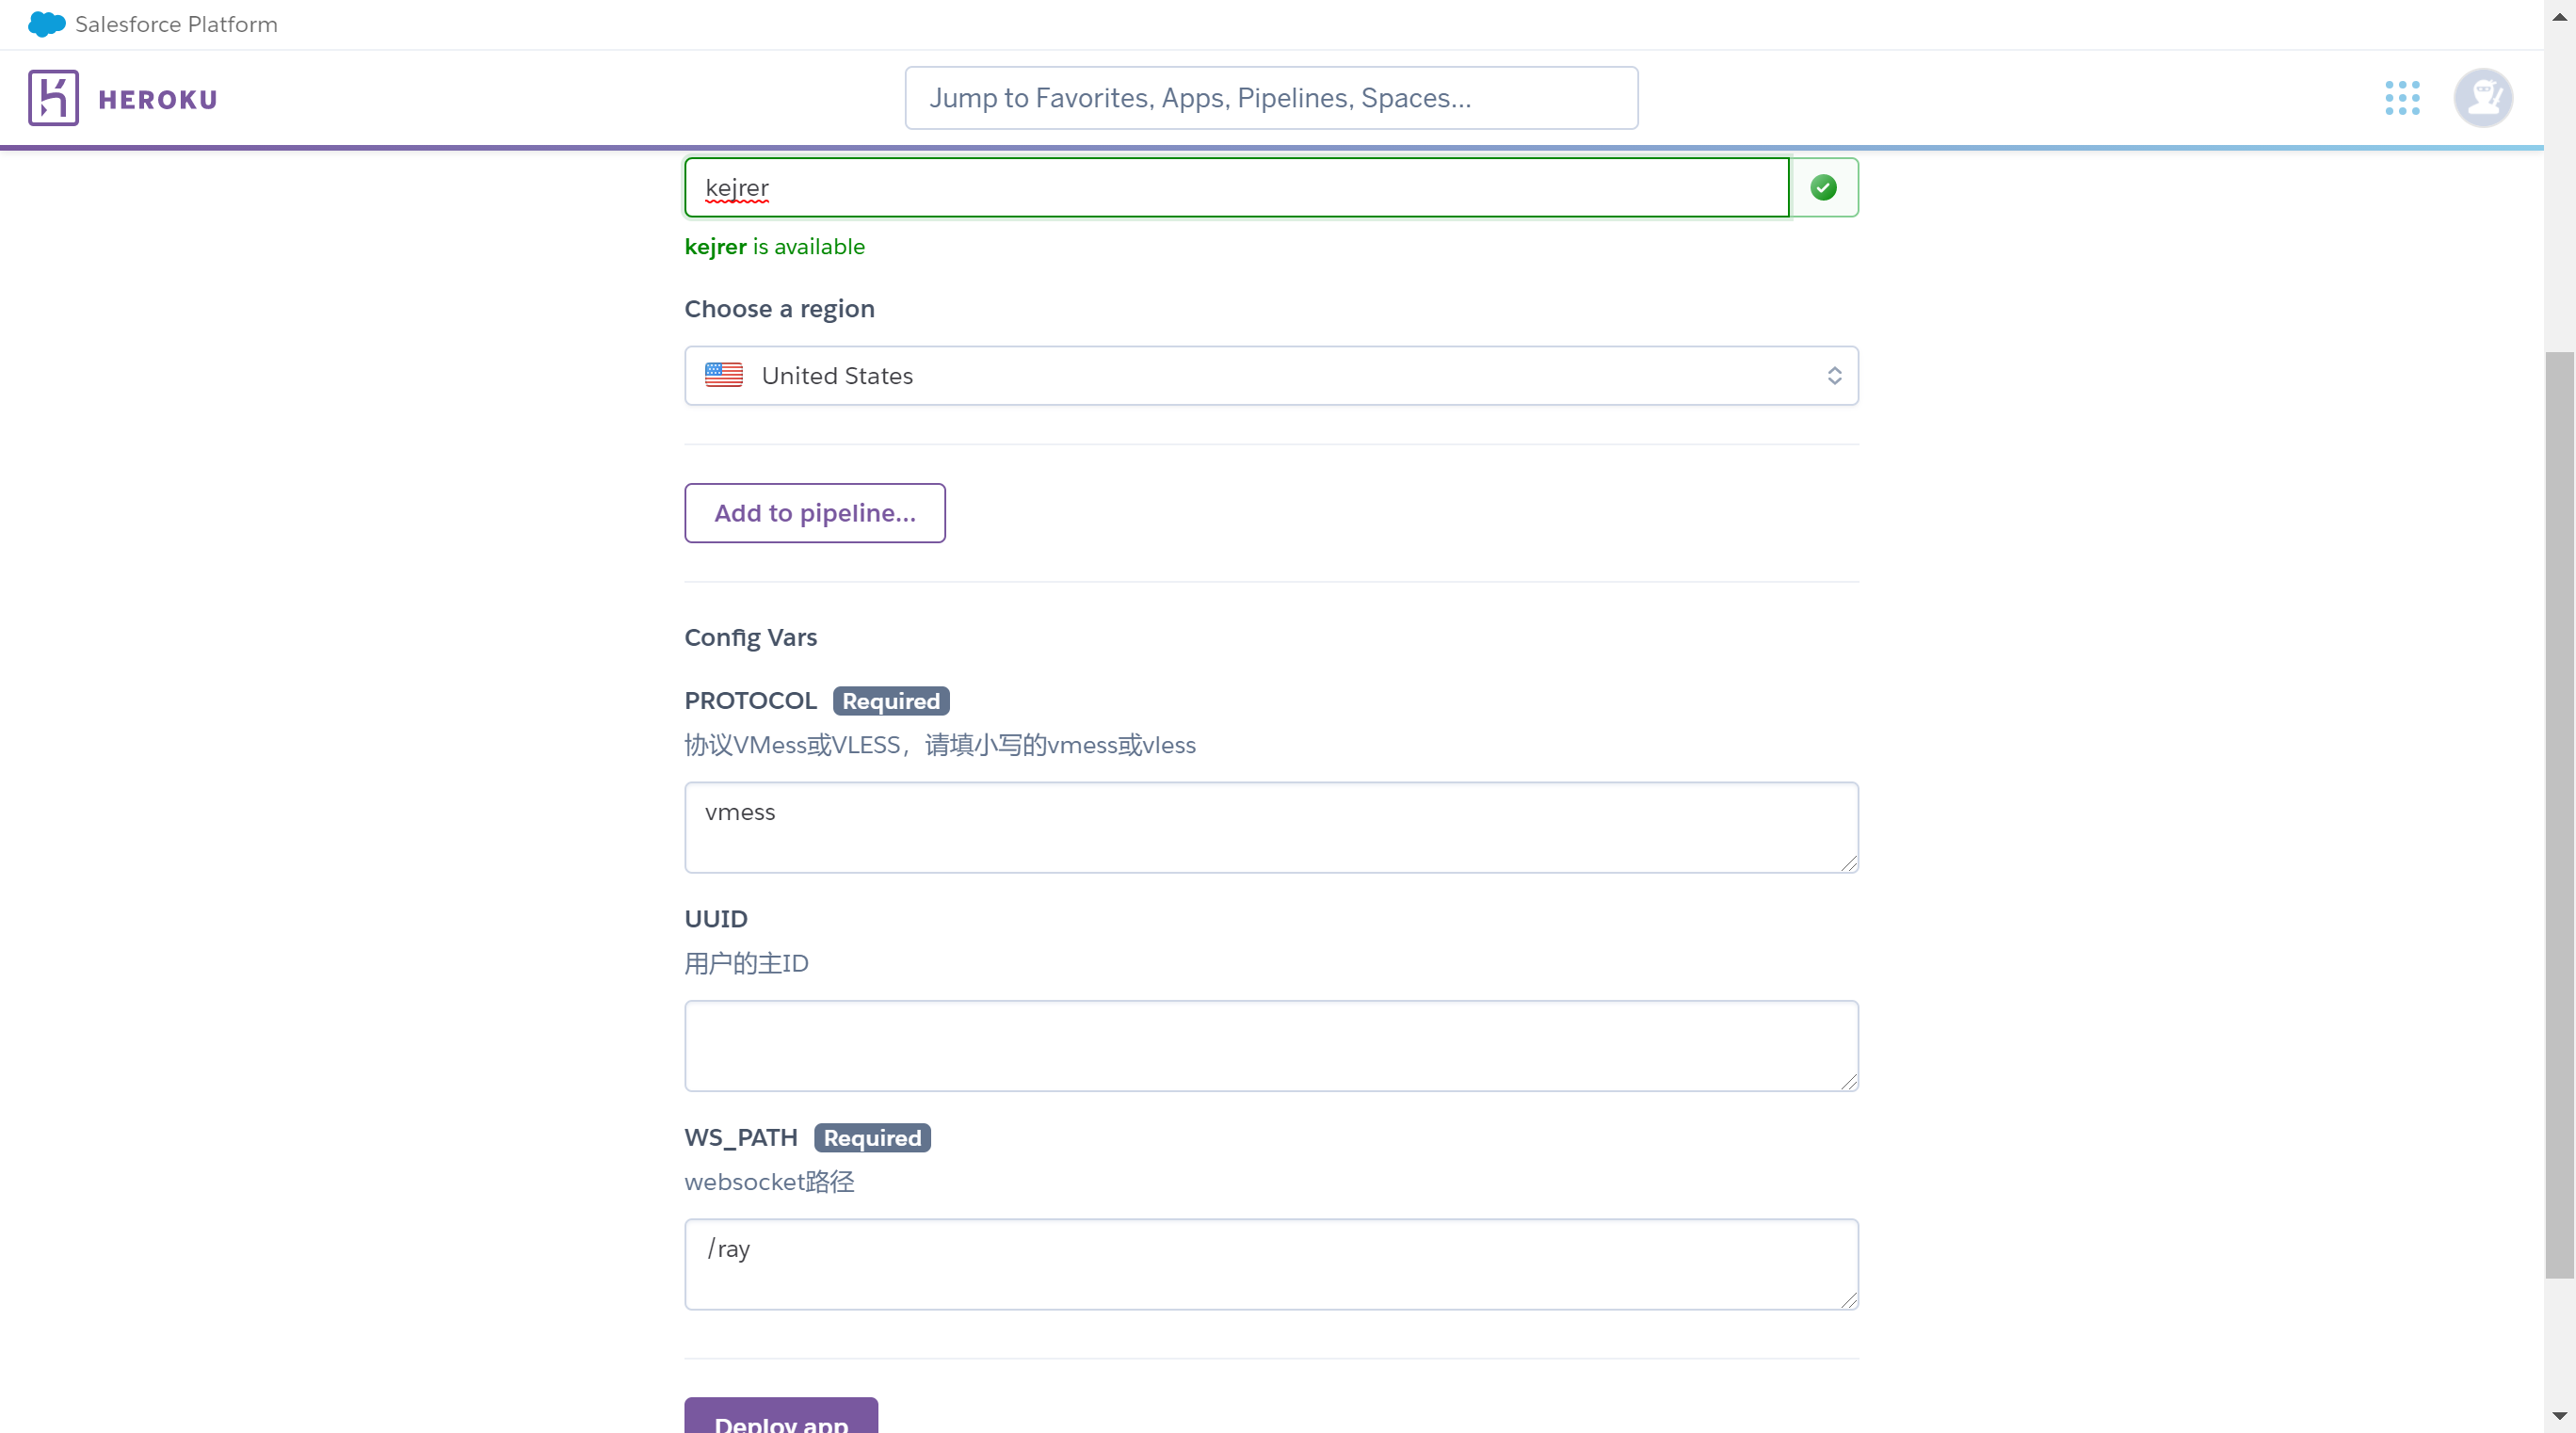 Salesforce Platform
HEROKU
Jump to Favorites, Apps, Pipelines, Spaces...
kejrer
kejrer is available
Choose a region
United States
Add to pipeline...
Config Vars
PROTOCOL Required
协议VMess或VLESS，请填小写的vmess或vless
vmess
UUID
用户的主ID
WS_PATH Required
websocket路径
/ray
Deploy app